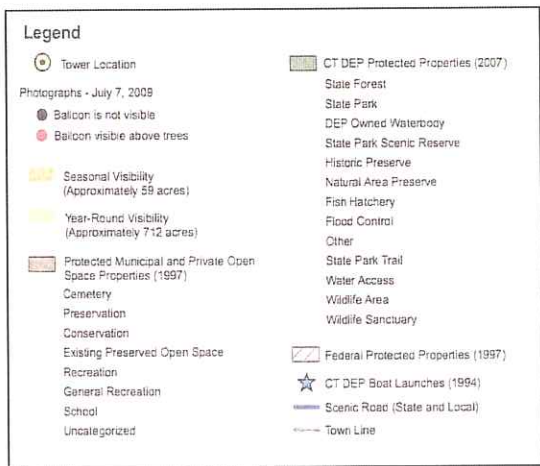 Legend
Tower Location
Photographs - July 7, 2009
Balloon is not visible
Balloon visible above trees
Seasonal Visibility
(Approximately 59 acres)
Year-Round Visibility
(Approximately 712 acres)
Protected Municipal and Private Open
Space Properties (1997)
Cemetery
Preservation
Conservation
Existing Preserved Open Space
Recreation
General Recreation
School
Uncategorized
CT DEP Protected Properties (2007)
State Forest
State Park
DEP Owned Waterbody
State Park Scenic Reserve
Historic Preserve
Natural Area Preserve
Fish Hatchery
Flood Control
Other
State Park Trail
Water Access
Wildlife Area
Wildlife Sanctuary
Federal Protected Properties (1997)
CT DEP Boat Launches (1994)
Scenic Road (State and Local)
Town Line